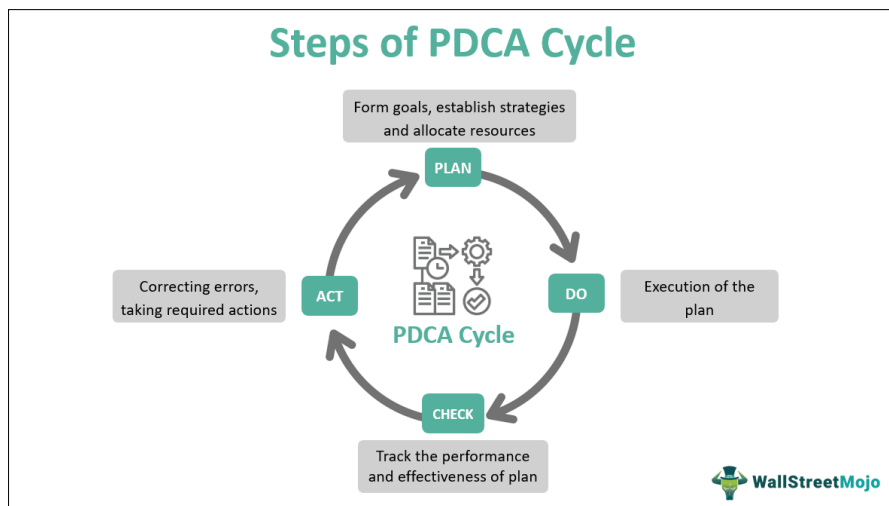 Steps of PDCA Cycle
Form goals, establish strategies
and allocate resources
PLAN
Correcting errors,
taking required actions
ACT
DO
Execution of the
plan
PDCA Cycle
CHECK
Track the performance
and effectiveness of plan
WallStreetMojo